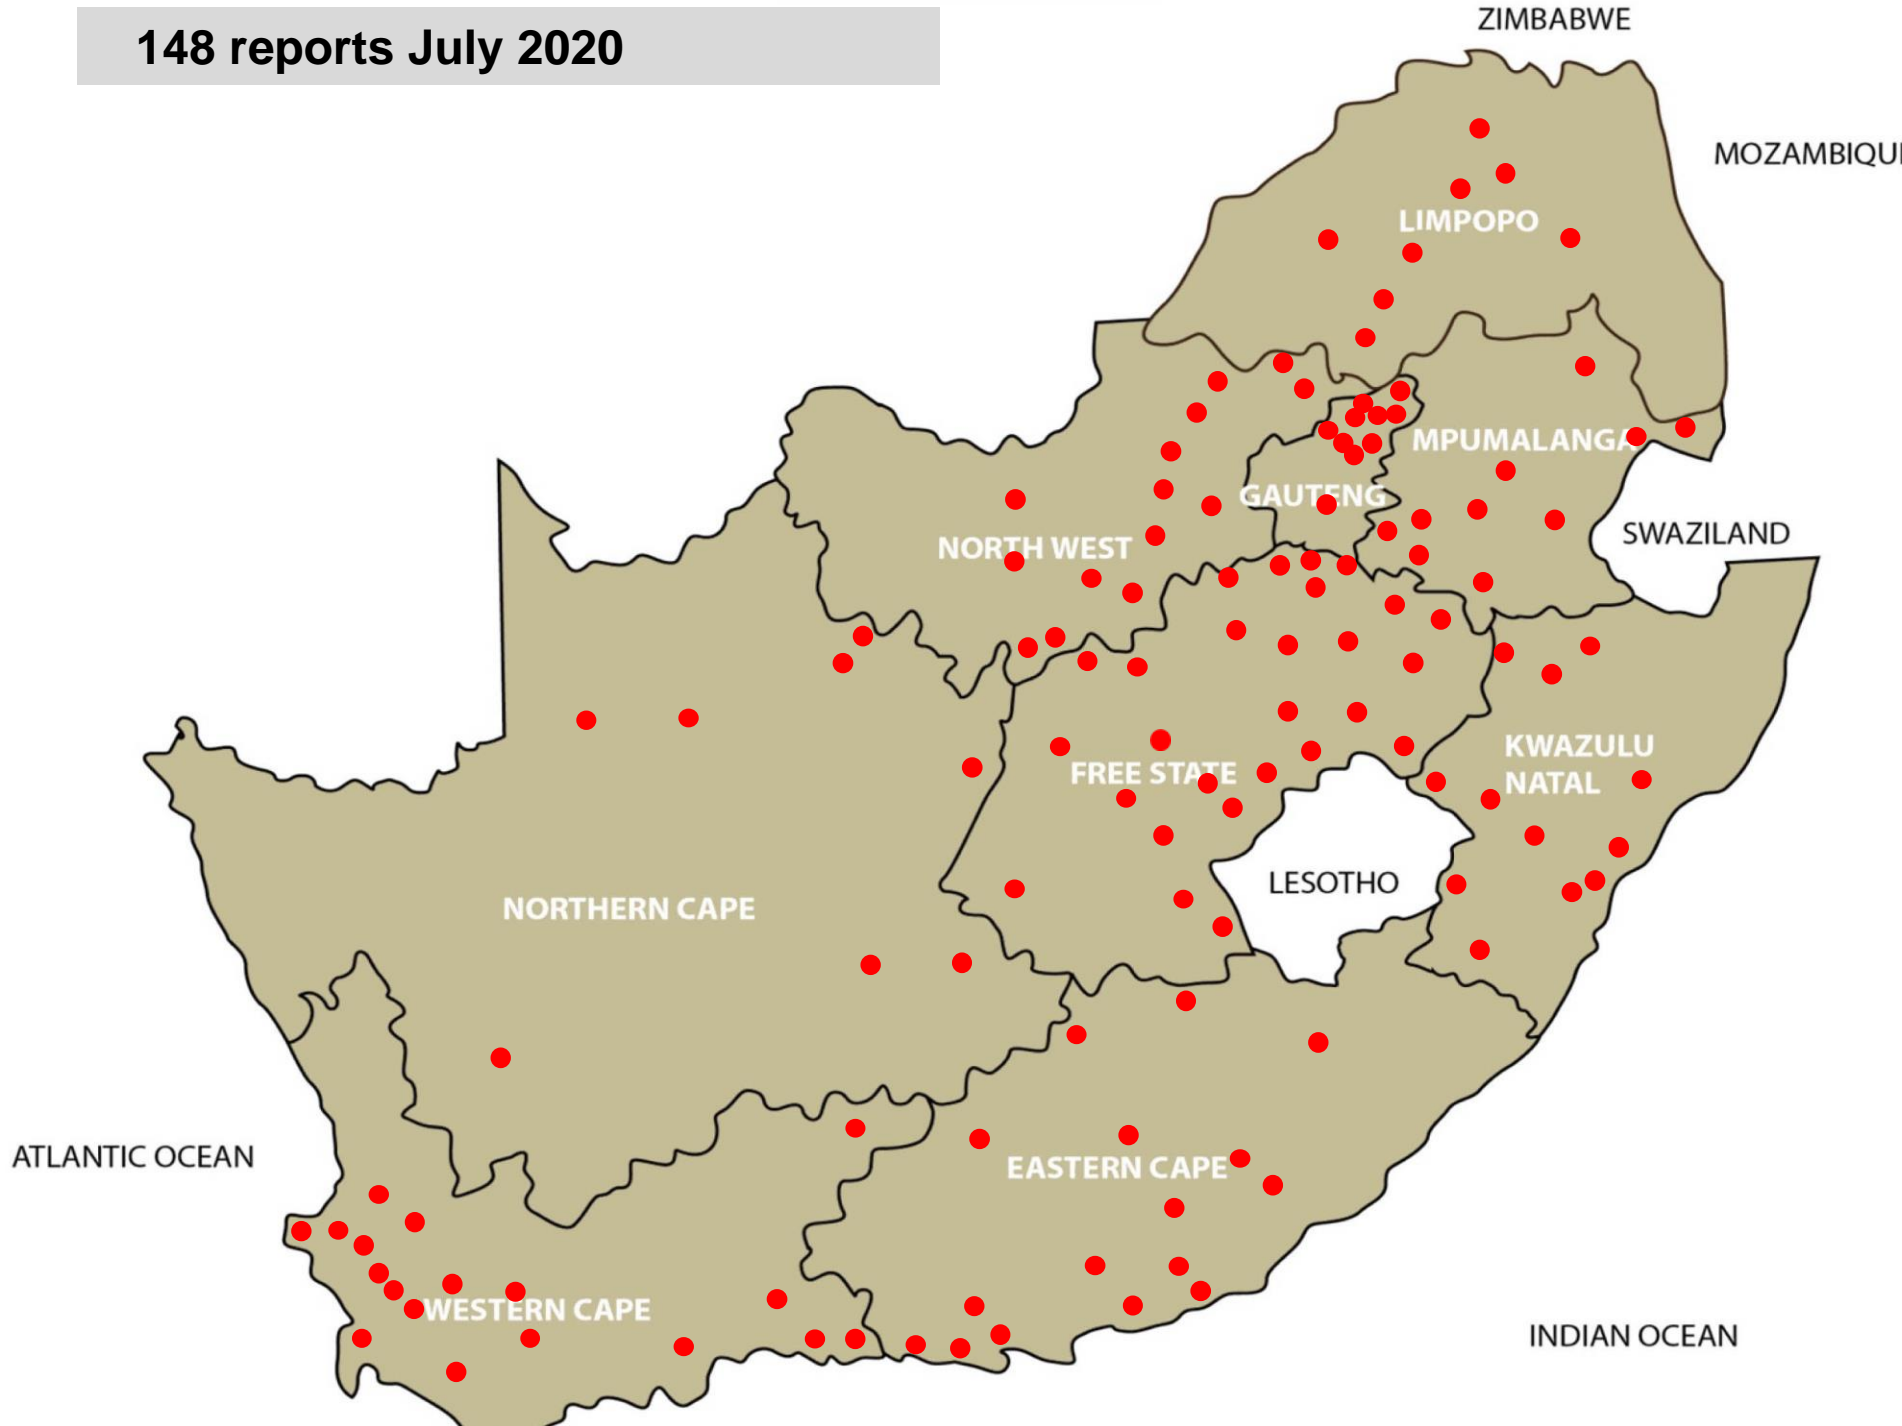 148 reports July 2020
ZIMBABWE
MOZAMBIQU
LIMPOPO
MPUMALANGA
GAUTENG
SWAZILAND
NORTH WEST
KWAZULU
NATAL
FREE STATE
LESOTHO
NORTHERN CAPE
ATLANTIC OCEAN
EASTERN CAPE
WESTERN CAPE
INDIAN OCEAN